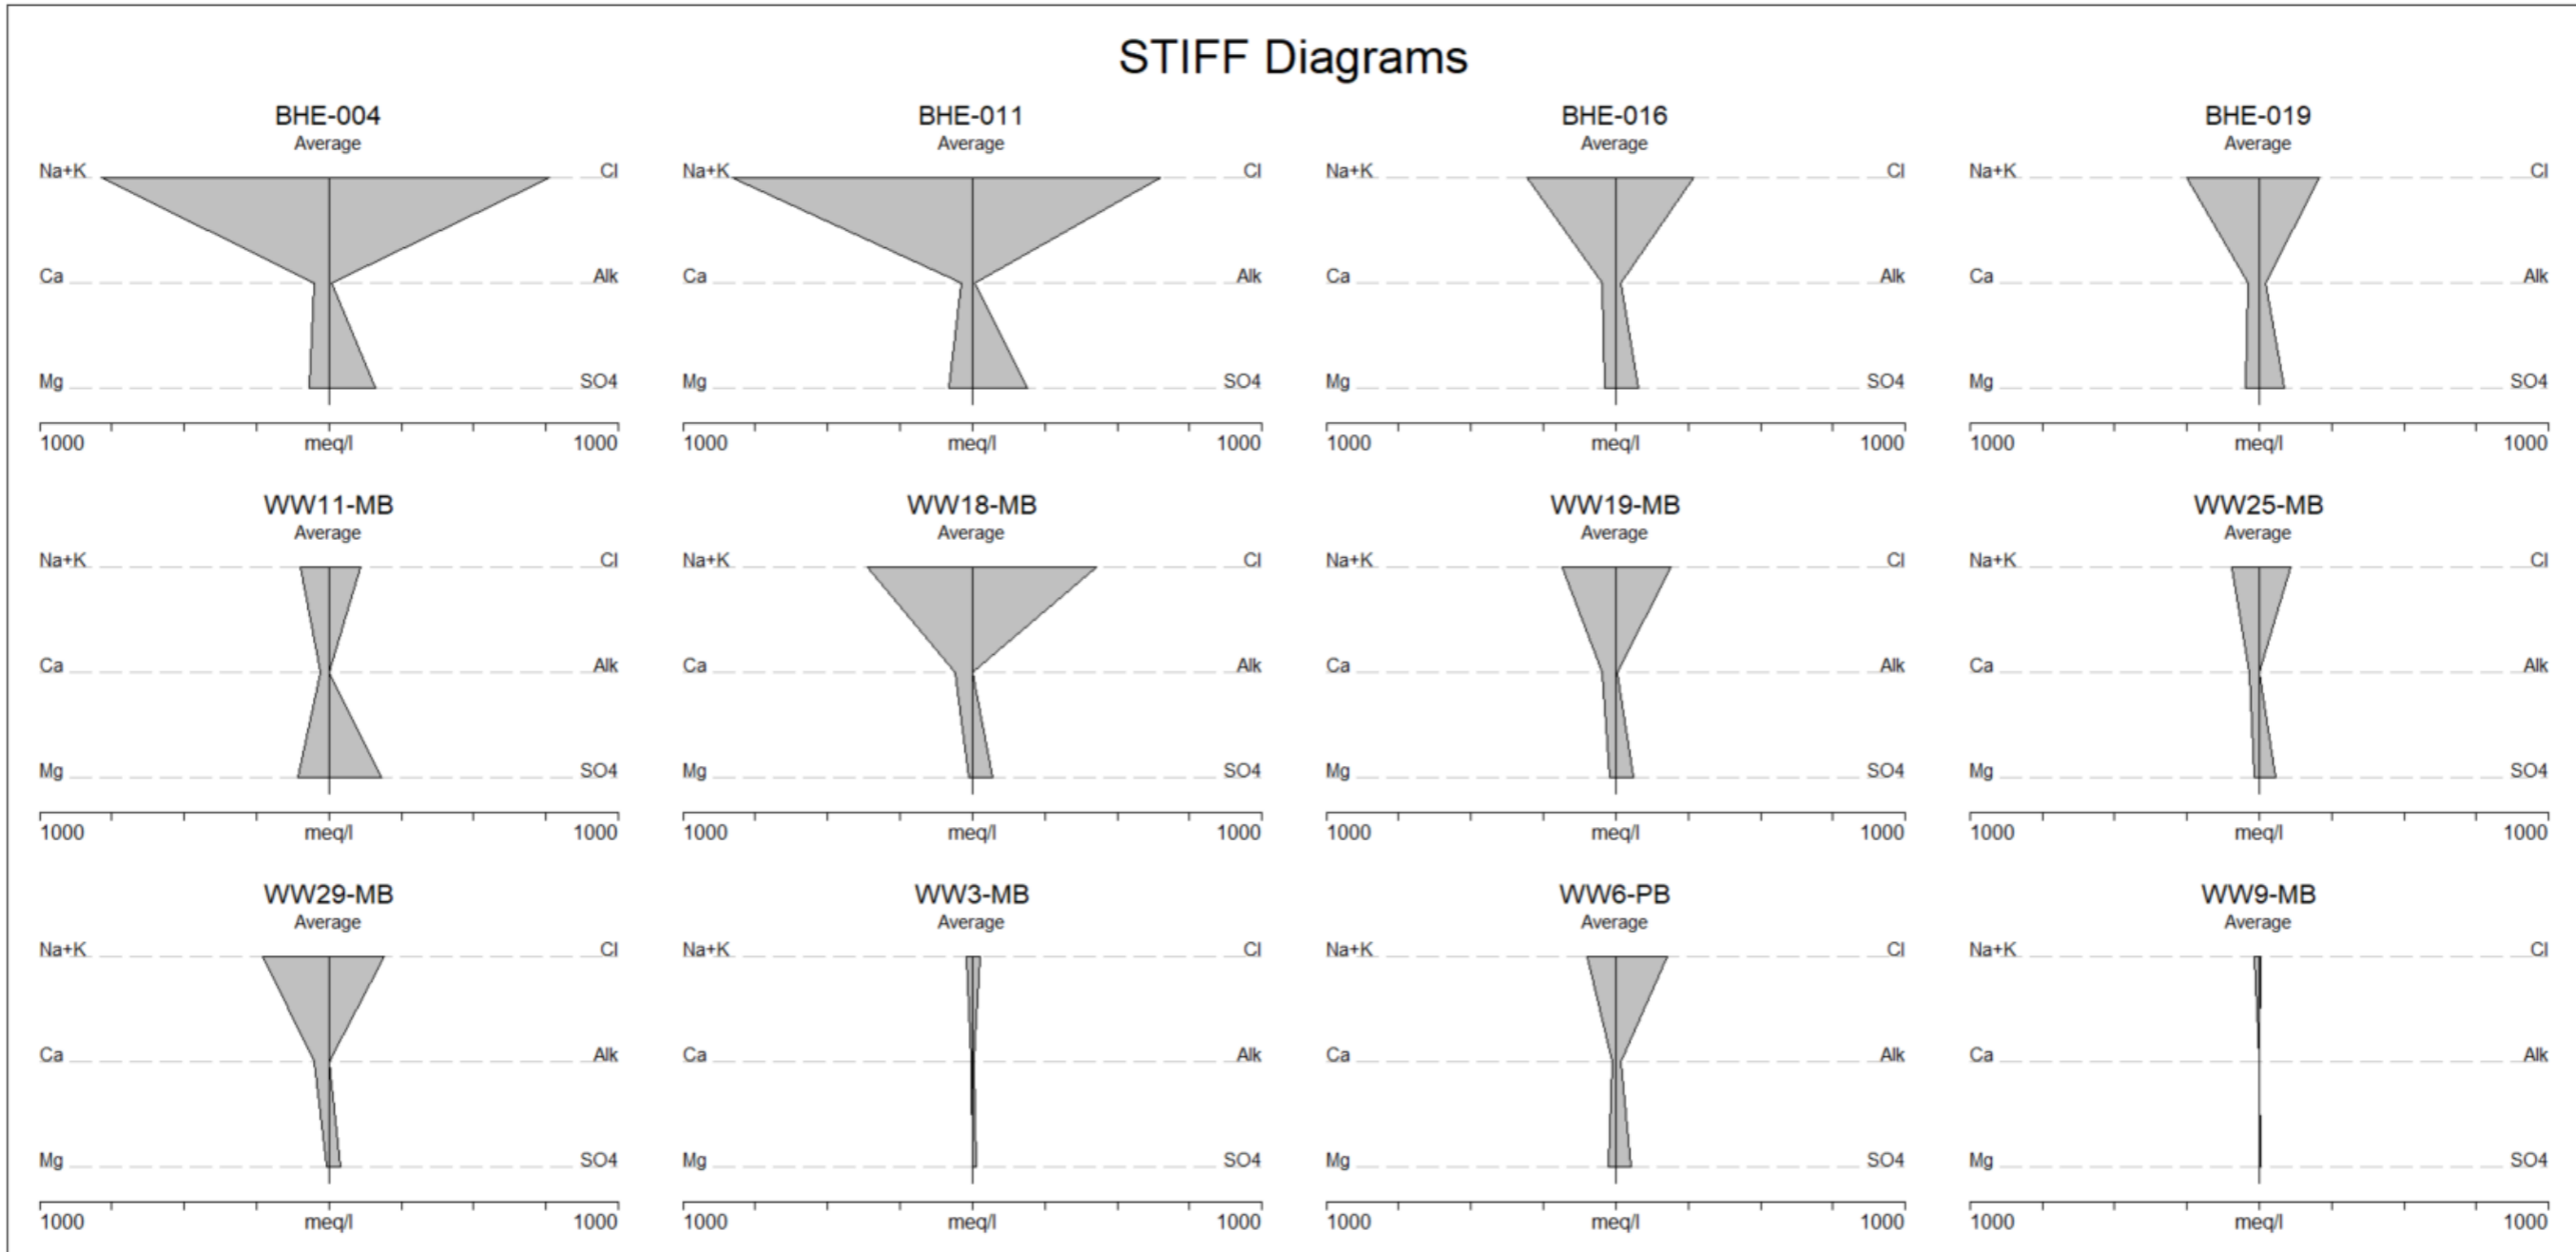 STIFF Diagrams
BHE-004 BHE-011 BHE-016 BHE-019
Average Average Average Average
Na+K Cl Na+K Cl Na+K Cl Na+K Cl
Ca Alk Ca Alk Ca Alk Ca Alk
Mg SO4 Mg SO4 Mg SO4 Mg SO4
1000 meq/l 1000 1000 meq/l 1000 1000 meq/l 1000 1000 meq/l 1000
WW11-MB WW18-MB WW19-MB WW25-MB
Average Average Average Average
Na+K Cl Na+K Cl Na+K Cl Na+K Cl
Ca Alk Ca Alk Ca Alk Ca Alk
Mg SO4 Mg SO4 Mg SO4 Mg SO4
1000 meq/l 1000 1000 meq/l 1000 1000 meq/l 1000 1000 meq/l 1000
WW29-MB WW3-MB WW6-PB WW9-MB
Average Average Average Average
Na+K Cl Na+K Cl Na+K Cl Na+K Cl
Ca Alk Ca Alk Ca Alk Ca Alk
Mg SO4 Mg SO4 Mg SO4 Mg SO4
1000 meq/l 1000 1000 meq/l 1000 1000 meq/l 1000 1000 meq/l 1000